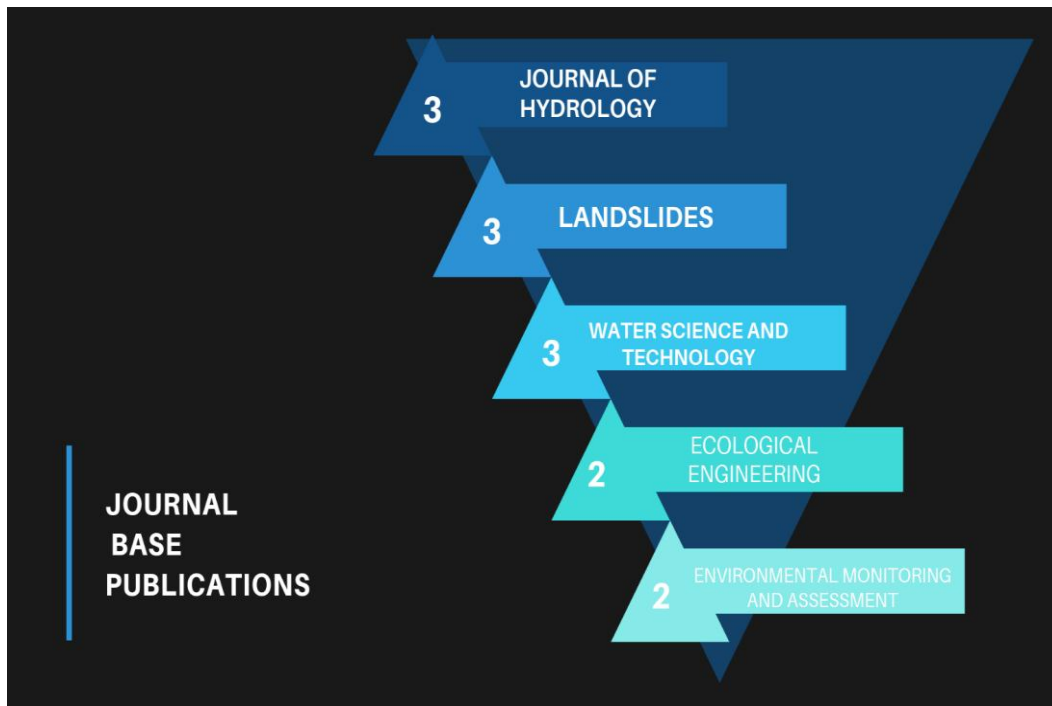 3
JOURNAL OF
HYDROLOGY
3
LANDSLIDES
3
WATER SCIENCE AND
TECHNOLOGY
2
ECOLOGICAL
ENGINEERING
2
ENVIRONMENTAL MONITORING
AND ASSESSMENT
JOURNAL
BASE
PUBLICATIONS